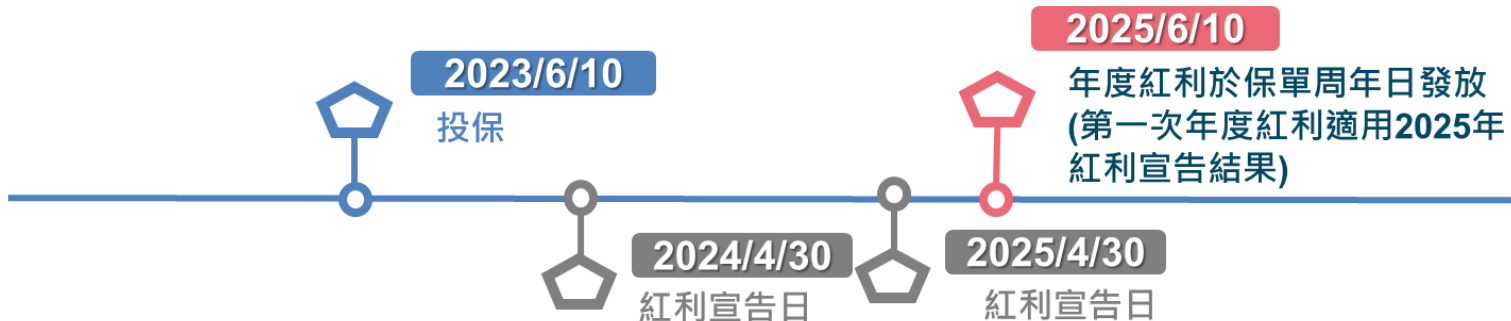 2023/6/10
投保
2024/4/30
紅利宣告日
2025/4/30
紅利宣告日
2025/6/10
年度紅利於保單周年日發放
(第一次年度紅利適用2025年
紅利宣告結果)